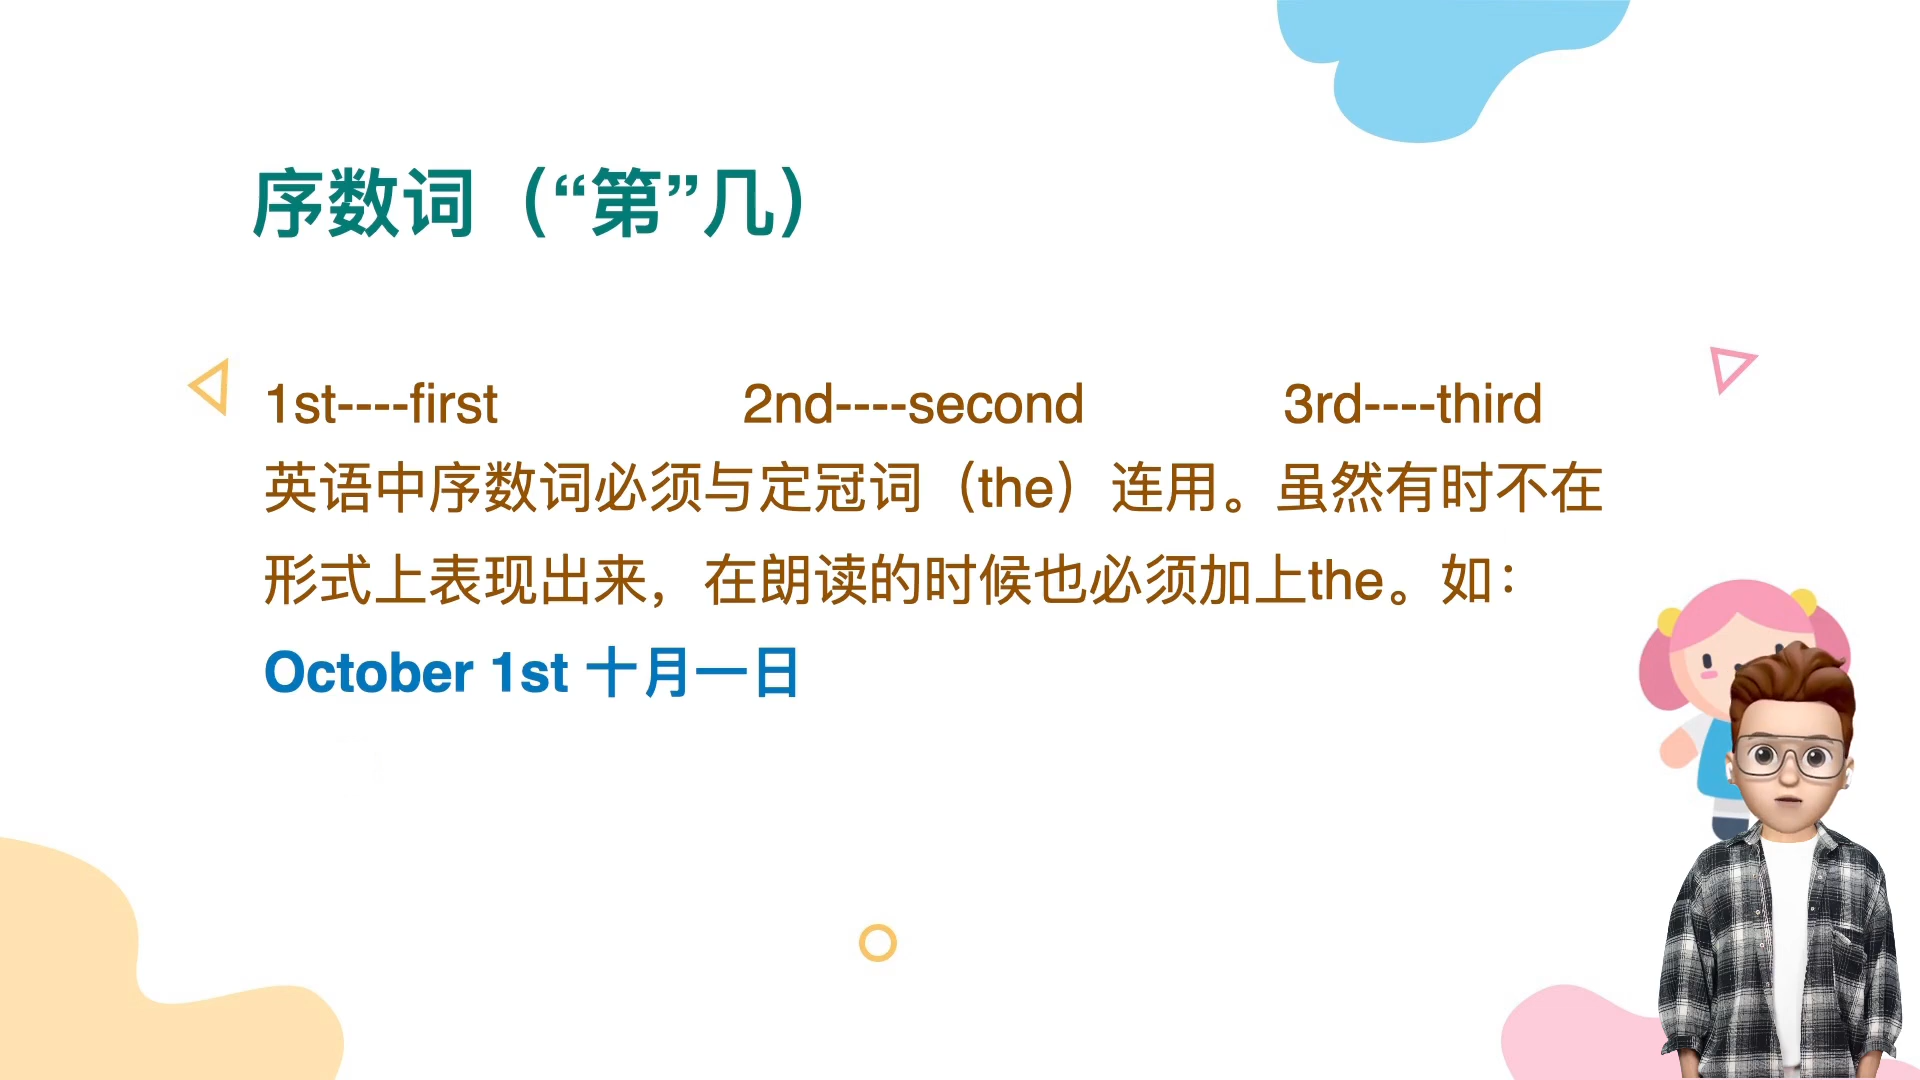 序数词（“第”几）
1st----first 2nd----second 3rd----third
英语中序数词必须与定冠词（the）连用。虽然有时不在
形式上表现出来，在朗读的时候也必须加上the。如：
October 1st 十月一日